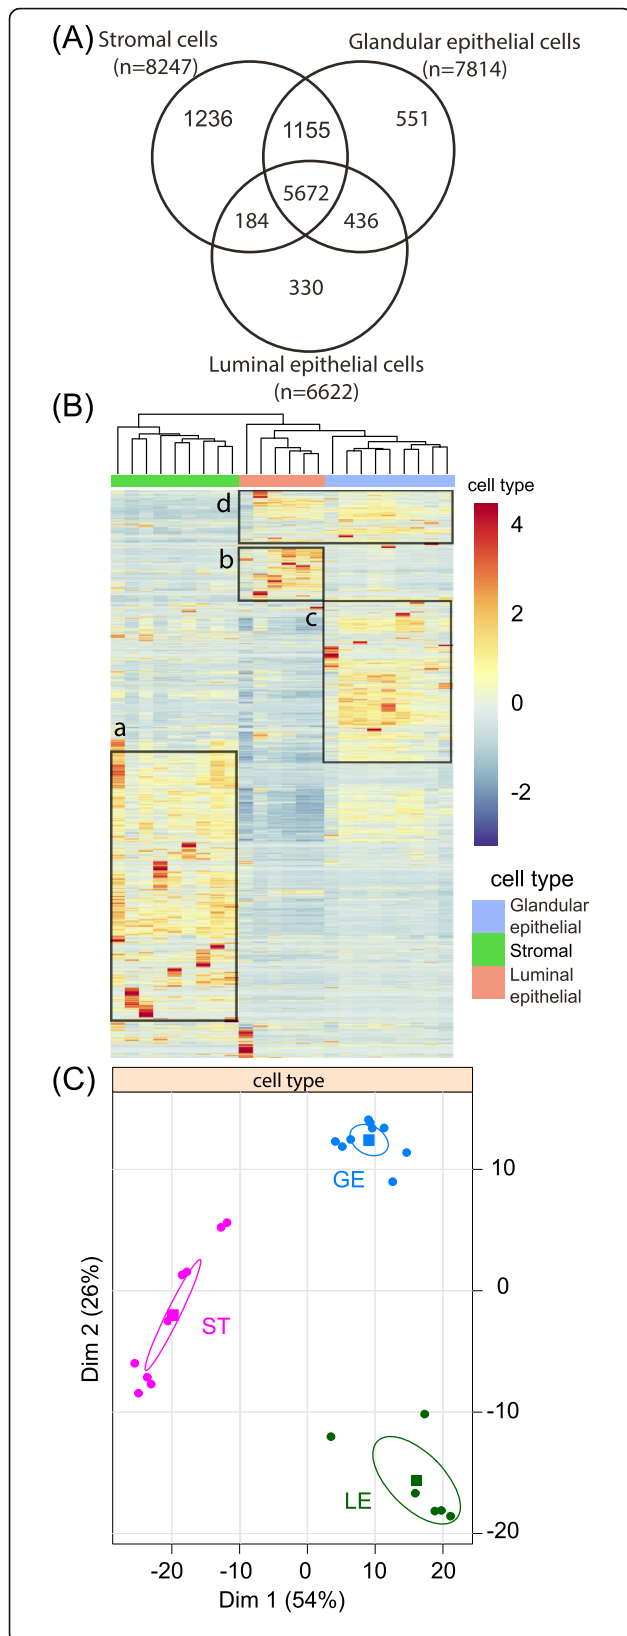 (A)
Stromal cells
(n=8247)
Glandular epithelial cells
(n=7814)
1236
1155
551
5672
184
436
330
Luminal epithelial cells
(n=6622)
(B)
cell type
d
b
c
a
4
2
0
-2
cell type
Glandular
epithelial
Stromal
Luminal
epithelial
(C)
cell type
GE
ST
LE
10
0
-10
-20
Dim 2 (26%)
-20
-10
0
10
20
Dim 1 (54%)